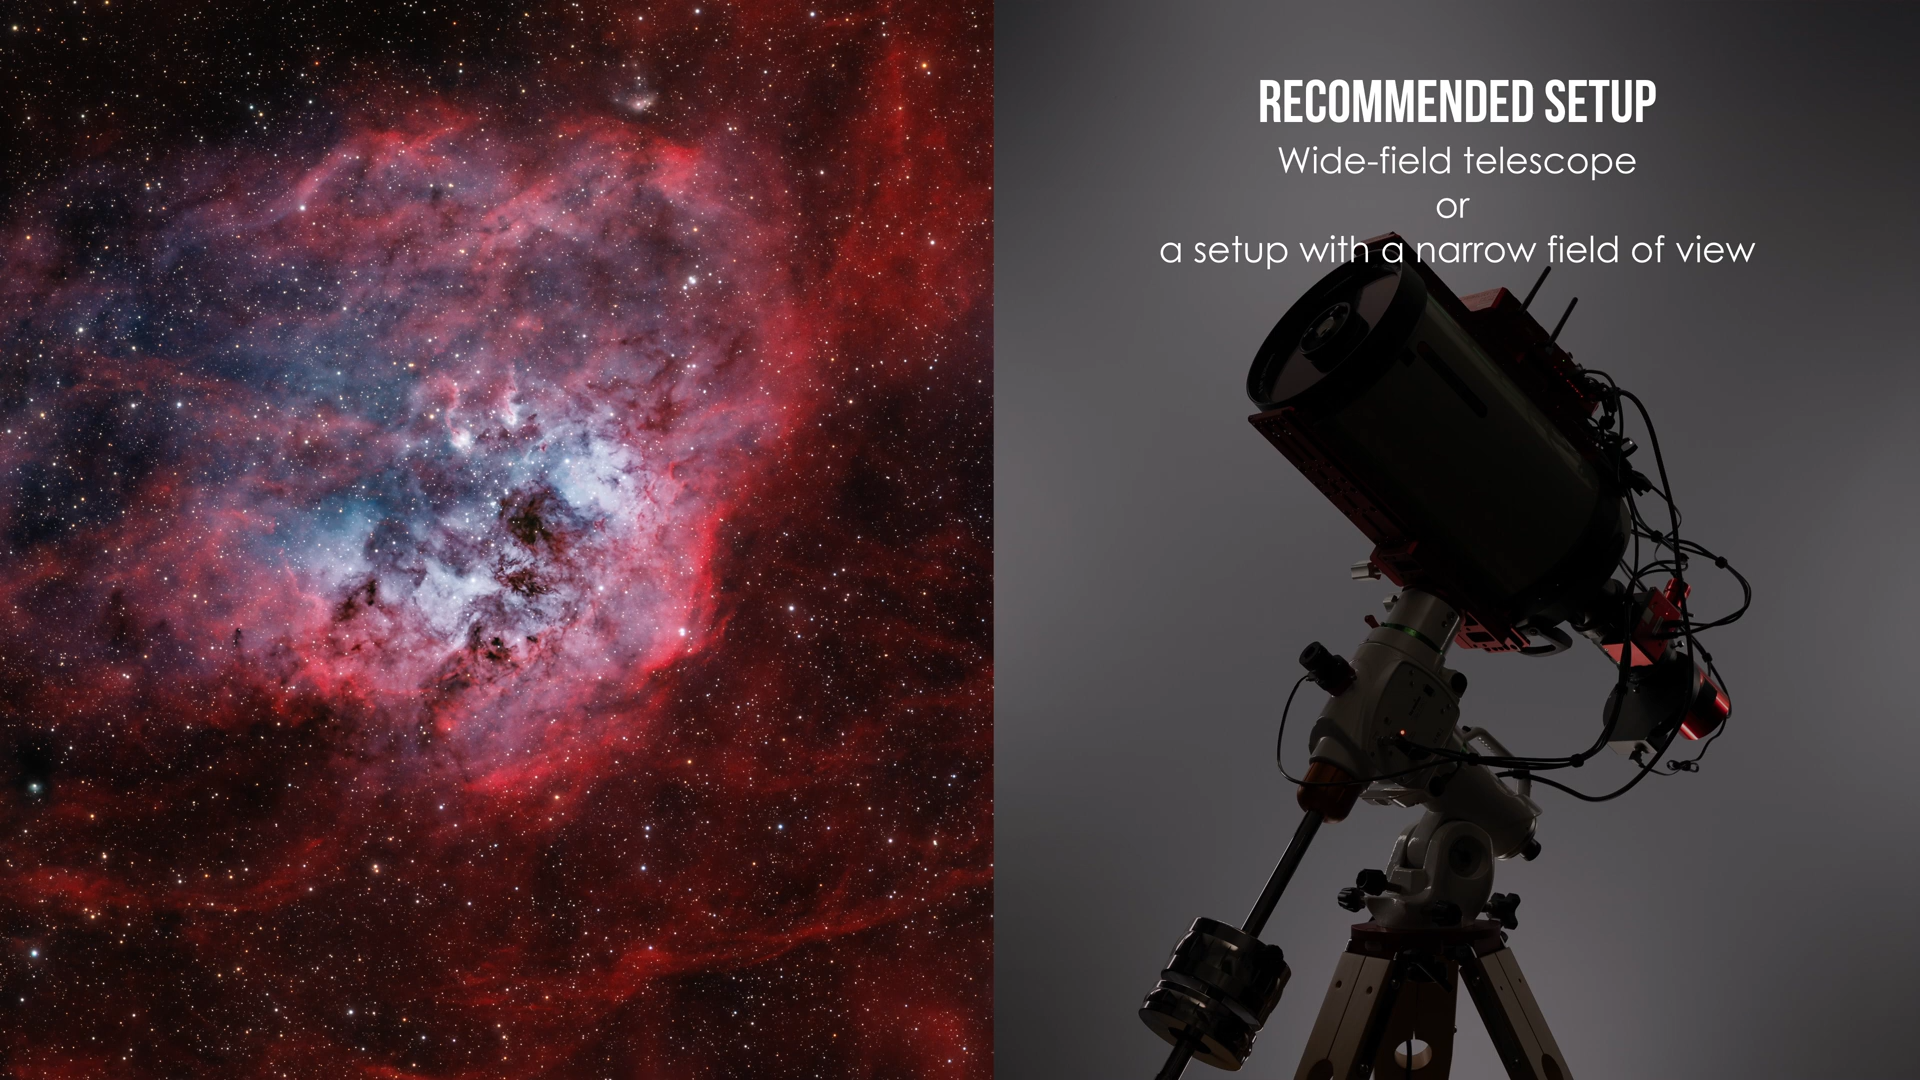 RECOMMENDED SETUP
Wide-field telescope
or
a setup with a narrow field of view